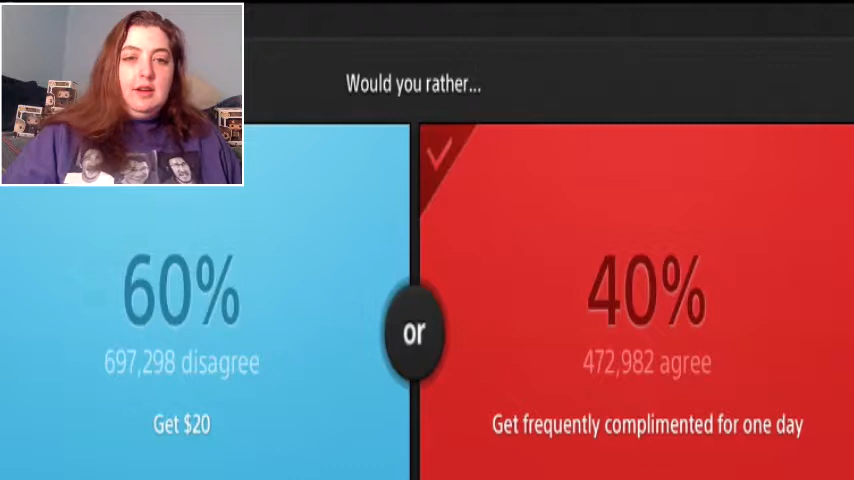 Would you rather...
60%
697,298 disagree
Get $20
or
40%
472,982 agree
Get frequently complimented for one day